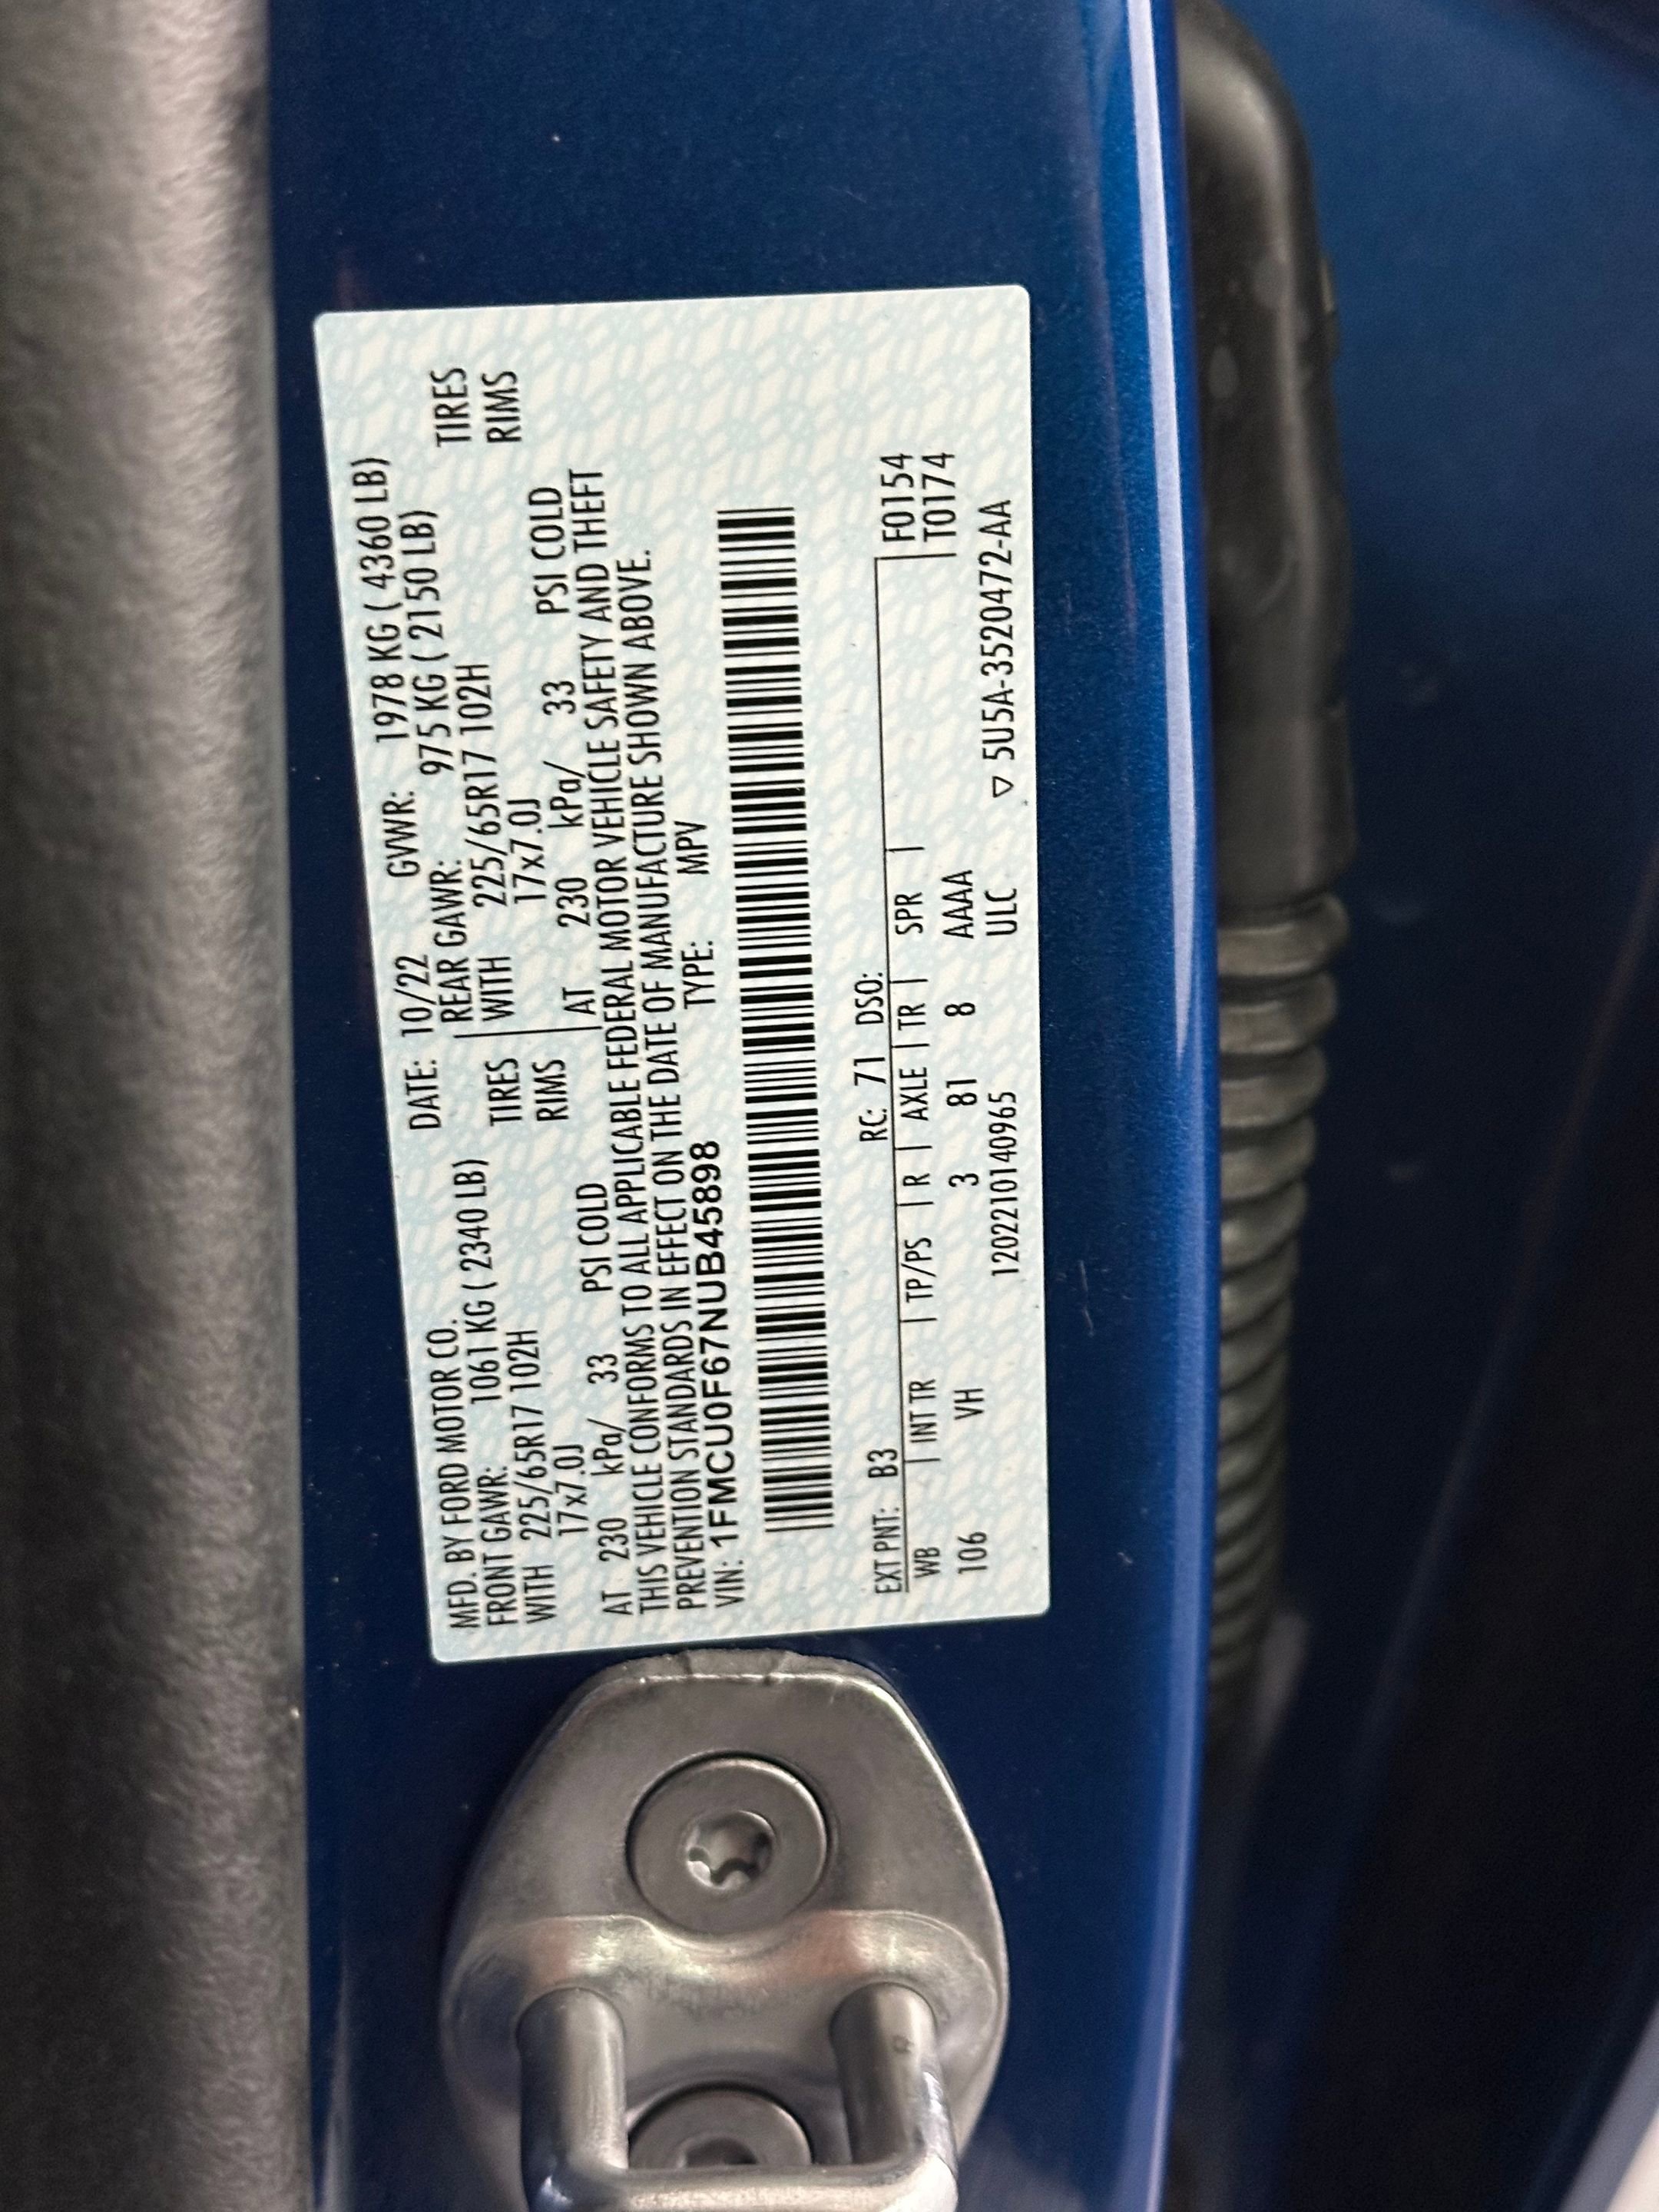 MFD. BY FORD MOTOR CO. DATE: 10/22 GVWR: 1978 KG ( 4360 LB)
FRONT GAWR: 1061 KG ( 2340 LB) REAR GAWR: 975 KG ( 2150 LB)
WITH 225/65R17 102H TIRES WITH 225/65R17 102H TIRES
17x7.0J RIMS 17x7.0J RIMS
AT 230 kPa/ 33 PSI COLD AT 230 kPa/ 33 PSI COLD
THIS VEHICLE CONFORMS TO ALL APPLICABLE FEDERAL MOTOR VEHICLE SAFETY AND THEFT
PREVENTION STANDARDS IN EFFECT ON THE DATE OF MANUFACTURE SHOWN ABOVE.
VIN: 1FMCU0F67NUB45898 TYPE: MPV
EXT PNT: B3 RC: 71 DSO: F0154
WB | INT TR | TP/PS | R | AXLE | TR | SPR | T0174
106 VH 3 81 8 AAAA
1202210140965 ULC ▽ 5U5A-3520472-AA